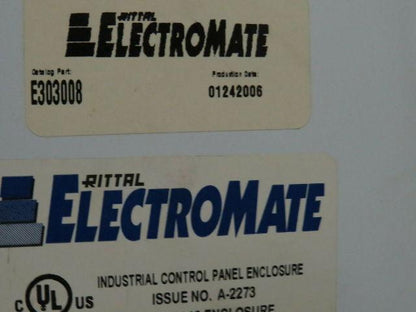 RITTAL
ELECTROMATE
Catalog Part: Production Date:
E303008 01242006
RITTAL
ELECTROMATE
INDUSTRIAL CONTROL PANEL ENCLOSURE
C UL US ISSUE NO. A-2273
ENCLOSURE